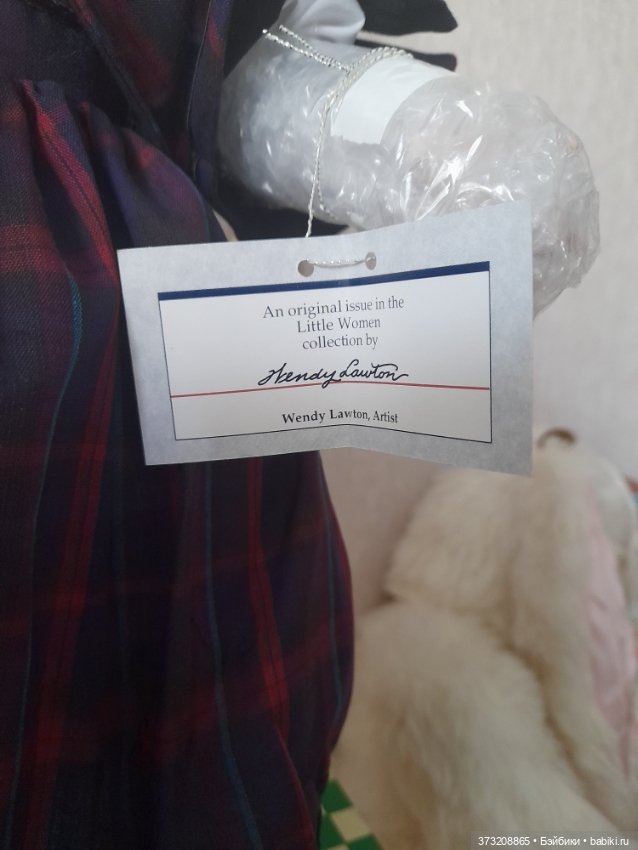 An original issue in the
Little Women
collection by
Wendy Lawton
Wendy Lawton, Artist
373208865 • Бэйбики • babiki.ru